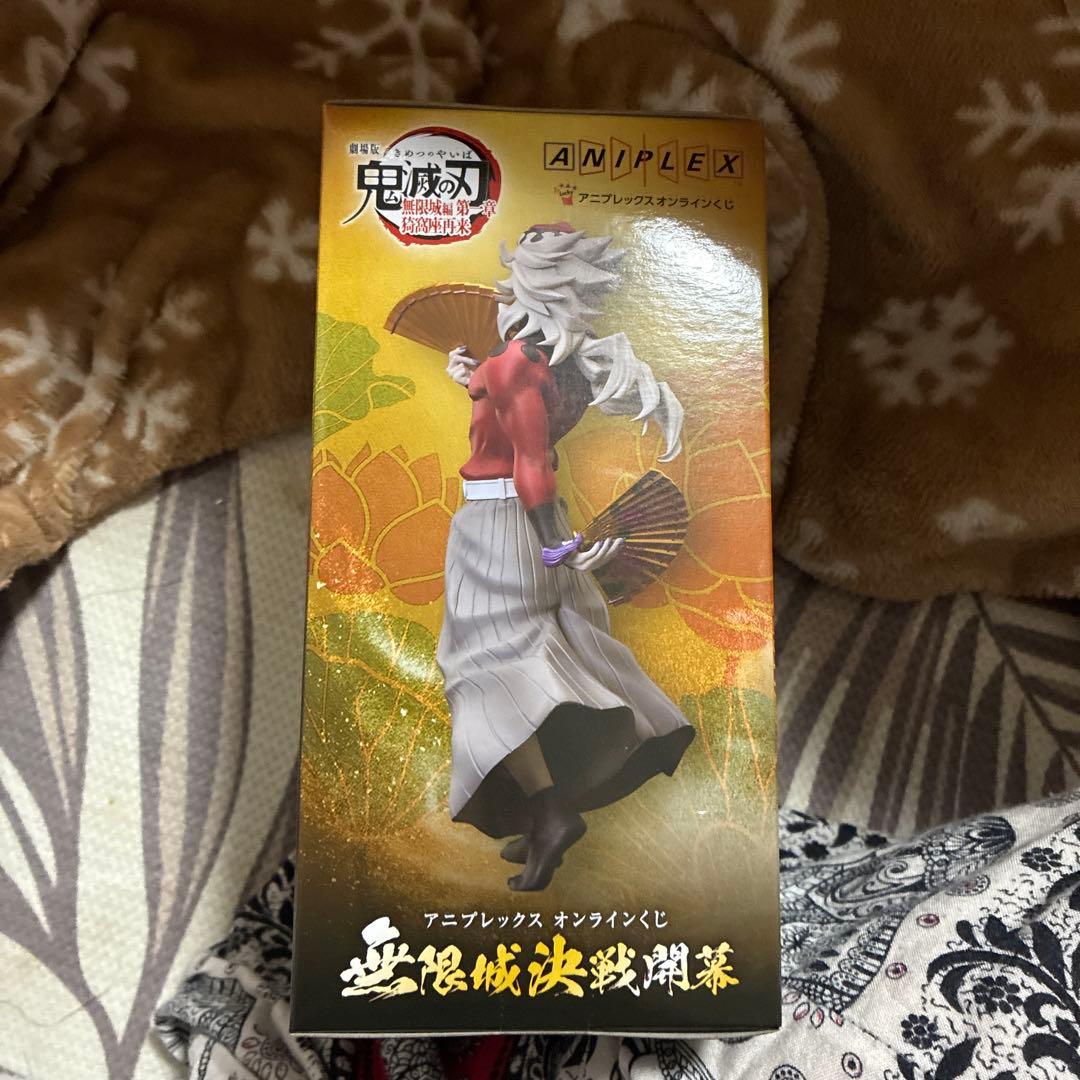 劇場版 きめつのやいば
鬼滅の刃
無限城編 第一章
猗窩座再来
ANIPLEX
Lucky
アニプレックスオンラインくじ
アニプレックス オンラインくじ
無限城決戦開幕